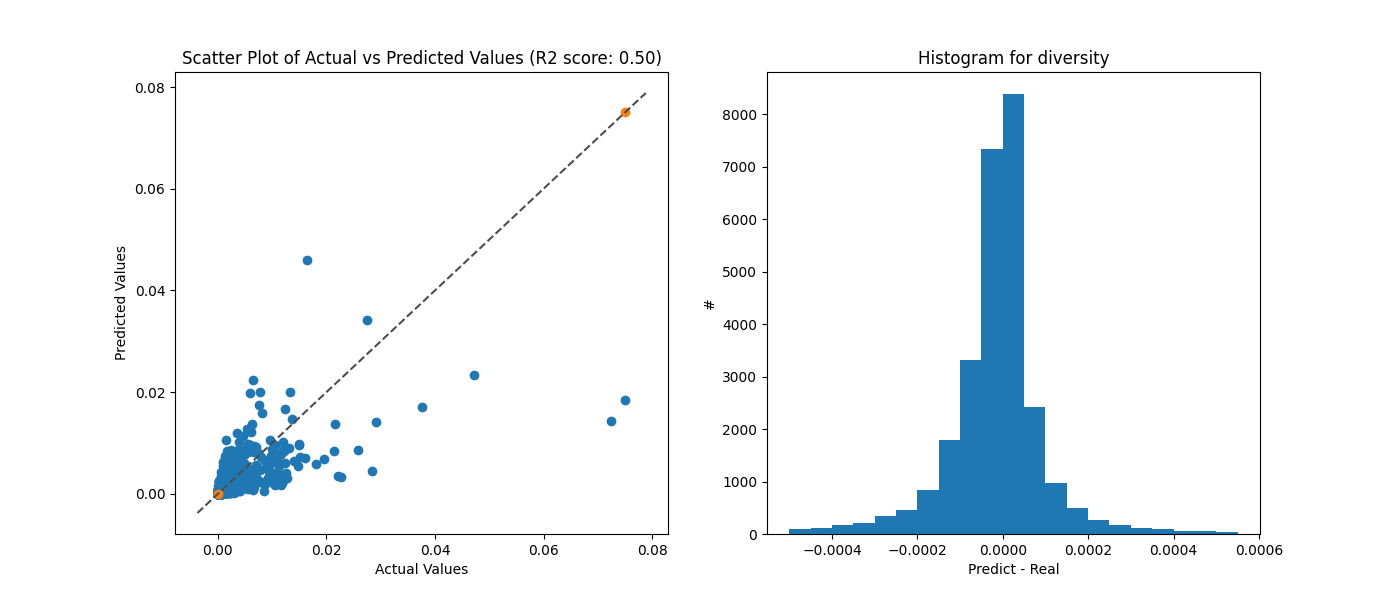 Scatter Plot of Actual vs Predicted Values (R2 score: 0.50)
0.08
0.06
0.04
0.02
0.00
Predicted Values
0.00 0.02 0.04 0.06 0.08
Actual Values
Histogram for diversity
8000
7000
6000
5000
4000
3000
2000
1000
0
#
−0.0004 −0.0002 0.0000 0.0002 0.0004 0.0006
Predict - Real